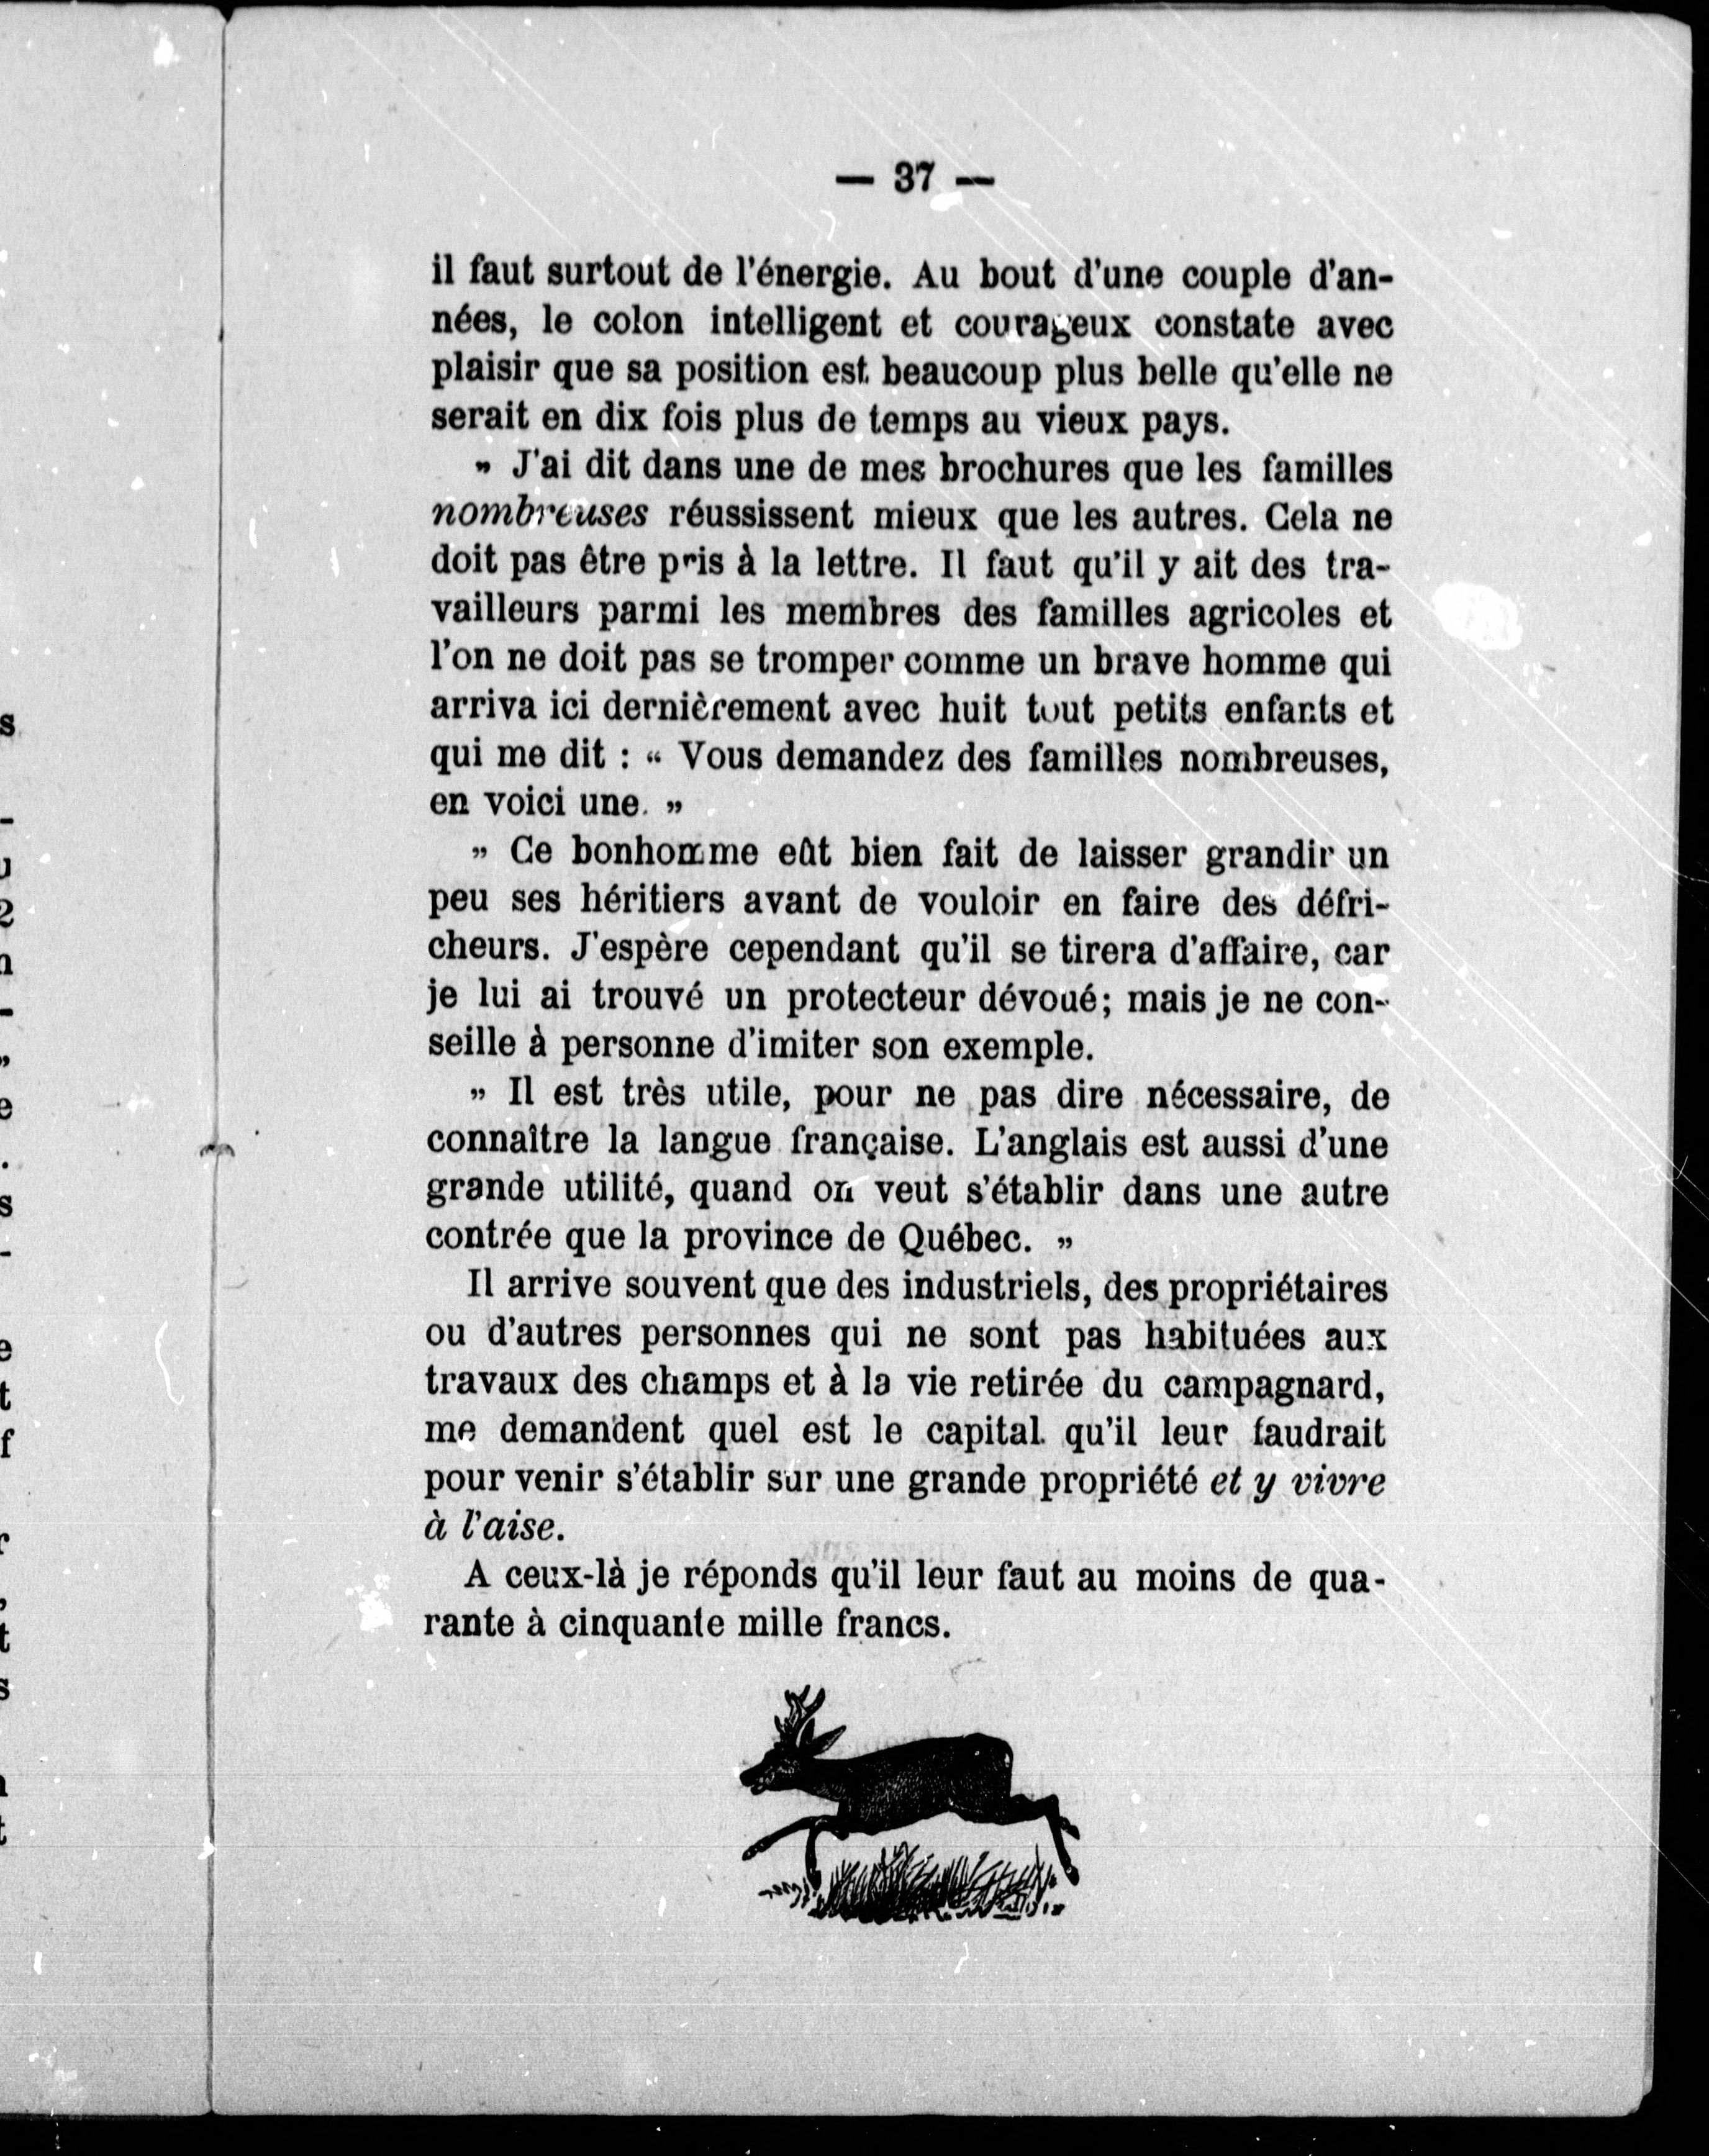 — 37 —
il faut surtout de l'énergie. Au bout d'une couple d'an-
nées, le colon intelligent et courageux constate avec
plaisir que sa position est beaucoup plus belle qu'elle ne
serait en dix fois plus de temps au vieux pays.
„ J'ai dit dans une de mes brochures que les familles
nombreuses réussissent mieux que les autres. Cela ne
doit pas être pris à la lettre. Il faut qu'il y ait des tra-
vailleurs parmi les membres des familles agricoles et
l'on ne doit pas se tromper comme un brave homme qui
arriva ici dernièrement avec huit tout petits enfants et
qui me dit : “ Vous demandez des familles nombreuses,
en voici une. „
„ Ce bonhomme eût bien fait de laisser grandir un
peu ses héritiers avant de vouloir en faire des défri-
cheurs. J'espère cependant qu'il se tirera d'affaire, car
je lui ai trouvé un protecteur dévoué; mais je ne con-
seille à personne d'imiter son exemple.
„ Il est très utile, pour ne pas dire nécessaire, de
connaître la langue française. L'anglais est aussi d'une
grande utilité, quand on veut s'établir dans une autre
contrée que la province de Québec. „
Il arrive souvent que des industriels, des propriétaires
ou d'autres personnes qui ne sont pas habituées aux
travaux des champs et à la vie retirée du campagnard,
me demandent quel est le capital qu'il leur faudrait
pour venir s'établir sur une grande propriété et y vivre
à l'aise.
A ceux-là je réponds qu'il leur faut au moins de qua-
rante à cinquante mille francs.